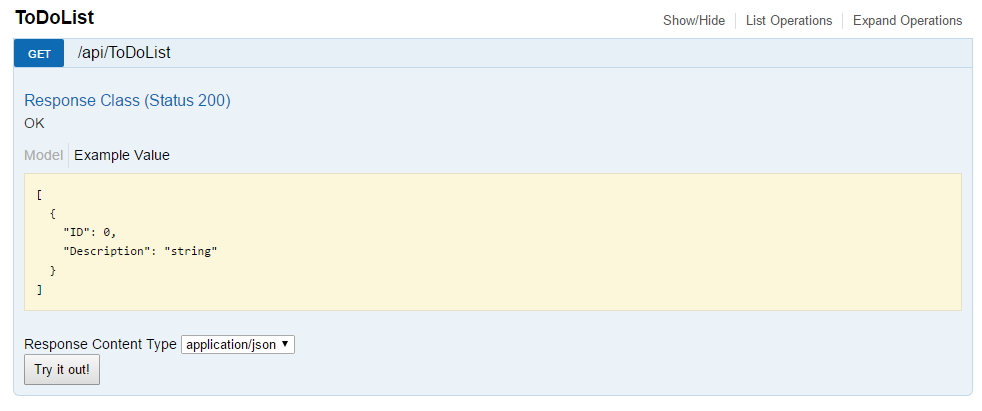 ToDoList
Show/Hide List Operations Expand Operations
GET /api/ToDoList
Response Class (Status 200)
OK
Model Example Value
[
{
"ID": 0,
"Description": "string"
}
]
Response Content Type application/json
Try it out!